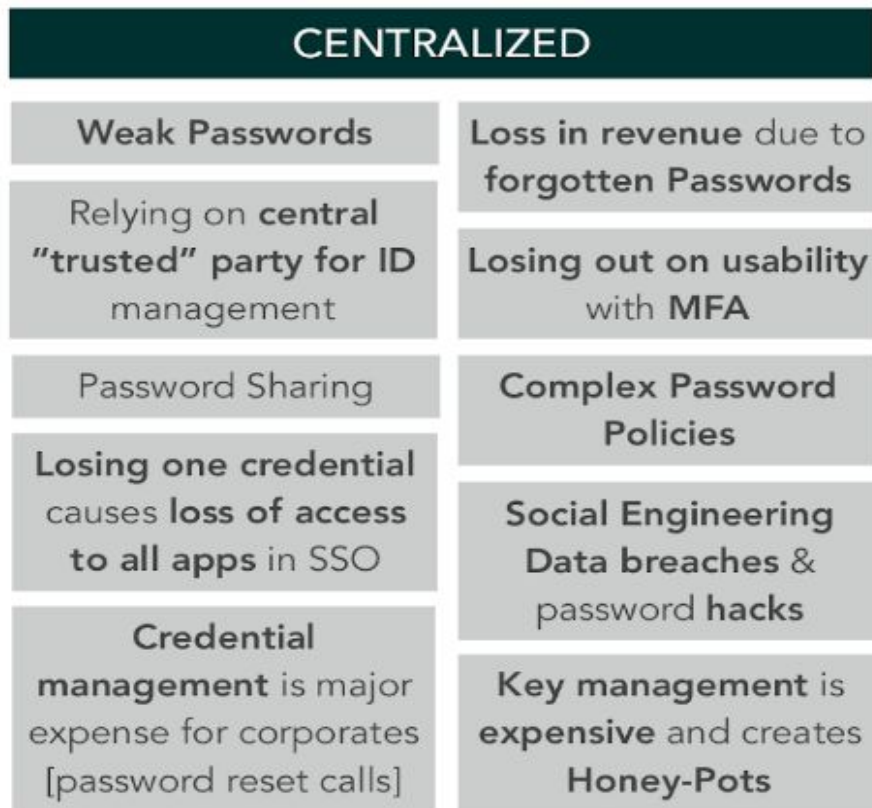 CENTRALIZED
Weak Passwords
Relying on central
"trusted" party for ID
management
Password Sharing
Losing one credential
causes loss of access
to all apps in SSO
Credential
management is major
expense for corporates
[password reset calls]
Loss in revenue due to
forgotten Passwords
Losing out on usability
with MFA
Complex Password
Policies
Social Engineering
Data breaches &
password hacks
Key management is
expensive and creates
Honey-Pots